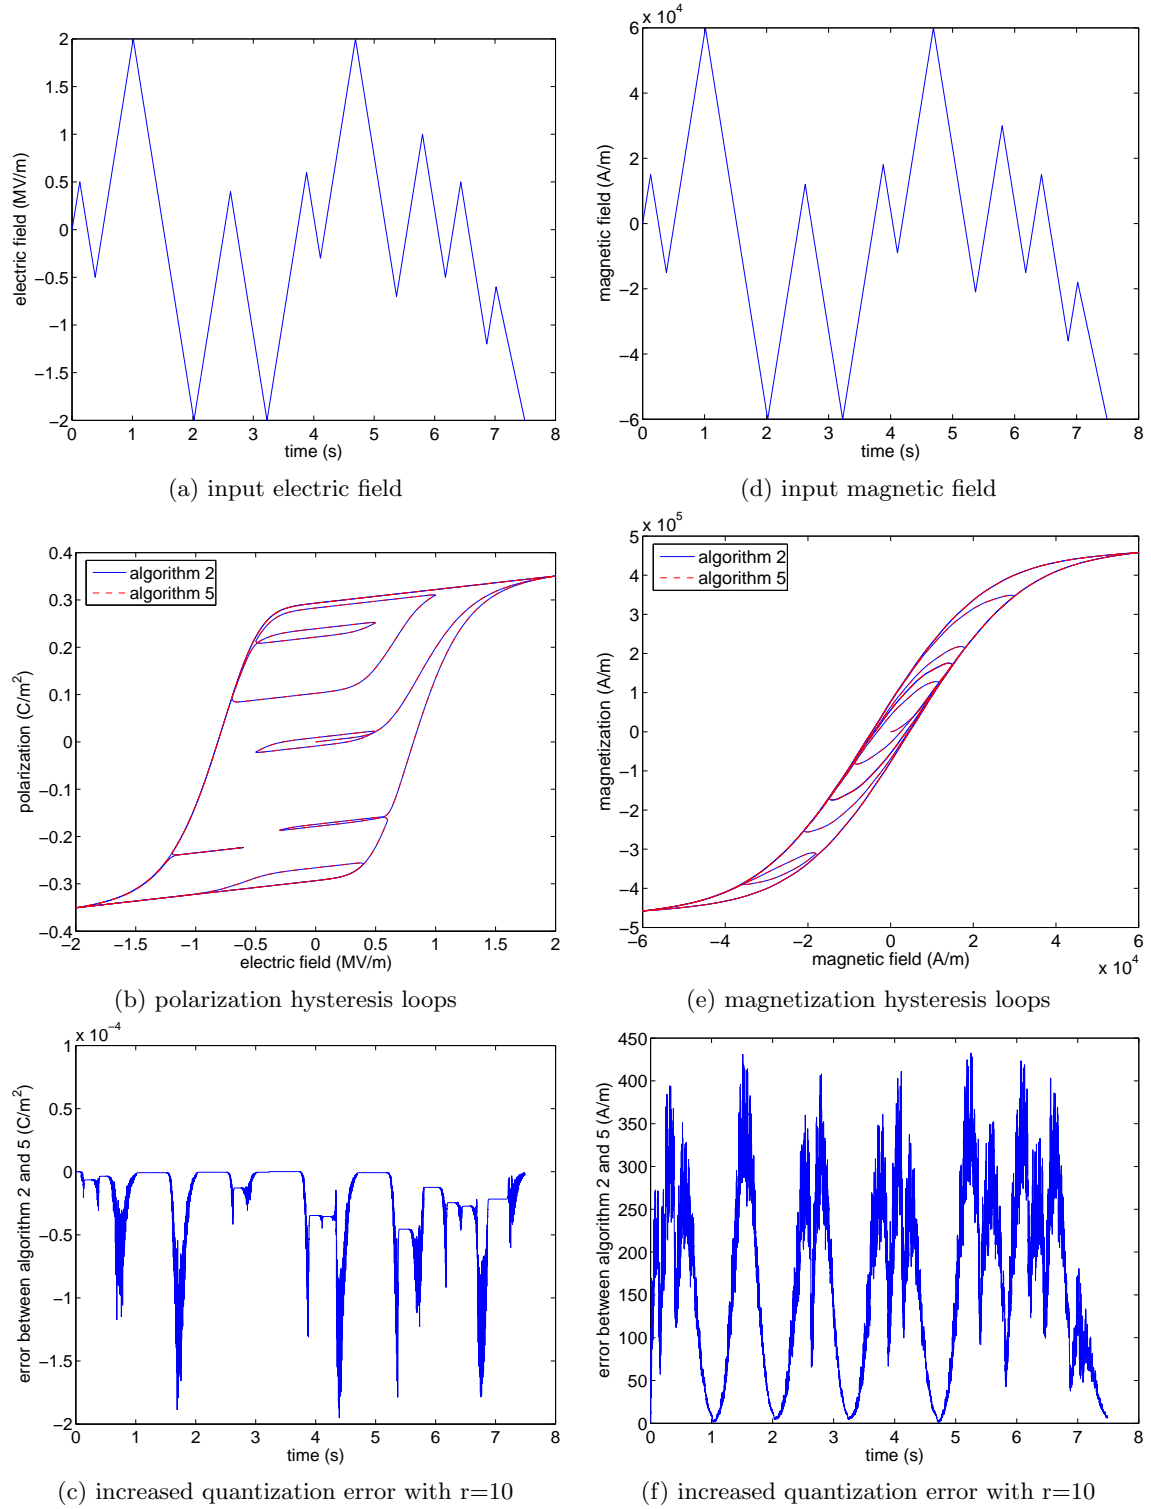 2
1.5
1
0.5
0
−0.5
−1
−1.5
−2
electric field (MV/m)
0 1 2 3 4 5 6 7 8
time (s)
(a) input electric field
x 10^4
6
4
2
0
−2
−4
−6
magnetic field (A/m)
0 1 2 3 4 5 6 7 8
time (s)
(d) input magnetic field
0.4
0.3
0.2
0.1
0
−0.1
−0.2
−0.3
−0.4
polarization (C/m^2)
algorithm 2
algorithm 5
−2 −1.5 −1 −0.5 0 0.5 1 1.5 2
electric field (MV/m)
(b) polarization hysteresis loops
x 10^5
5
4
3
2
1
0
−1
−2
−3
−4
−5
magnetization (A/m)
algorithm 2
algorithm 5
−6 −4 −2 0 2 4 6
magnetic field (A/m)
x 10^4
(e) magnetization hysteresis loops
x 10^−4
1
0.5
0
−0.5
−1
−1.5
−2
error between algorithm 2 and 5 (C/m^2)
0 1 2 3 4 5 6 7 8
time (s)
(c) increased quantization error with r=10
450
400
350
300
250
200
150
100
50
0
error between algorithm 2 and 5 (A/m)
0 1 2 3 4 5 6 7 8
time (s)
(f) increased quantization error with r=10